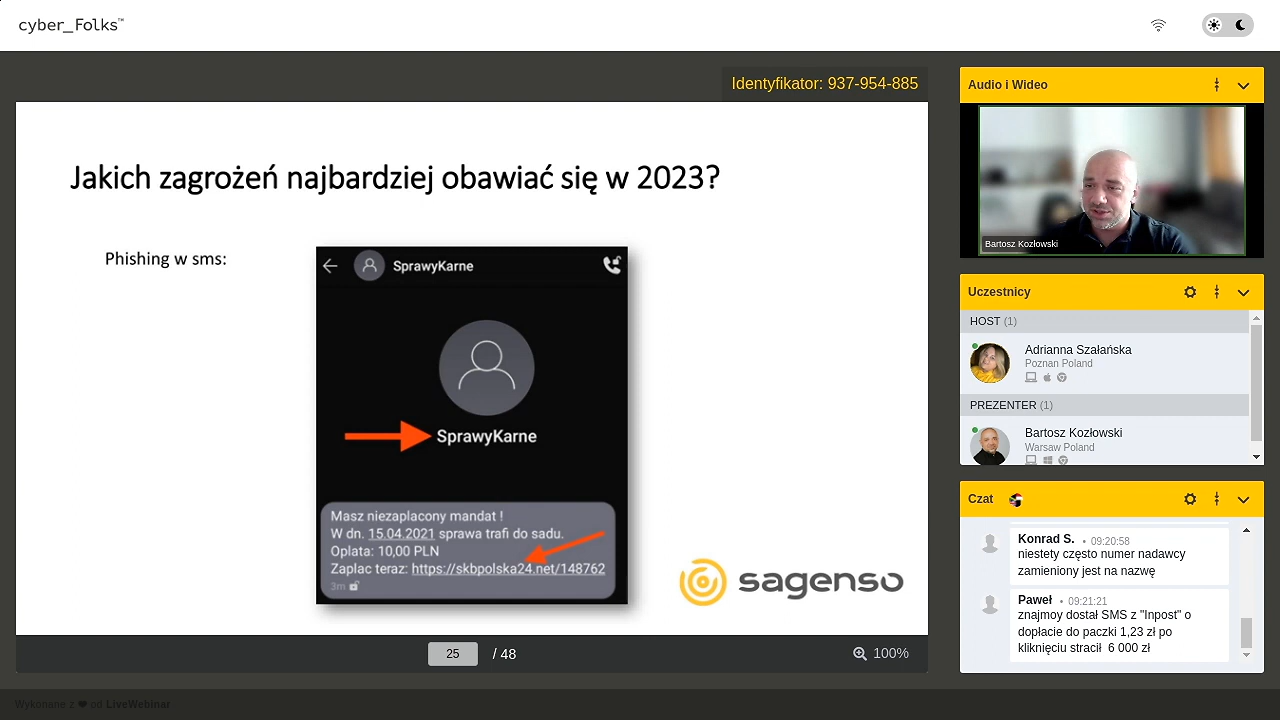 cyber_Folks™
Identyfikator: 937-954-885
Jakich zagrożeń najbardziej obawiać się w 2023?
Phishing w sms:
SprawyKarne
SprawyKarne
Masz niezaplacony mandat !
W dn. 15.04.2021 sprawa trafi do sadu.
Oplata: 10,00 PLN
Zaplac teraz: https://skbpolska24.net/148762
3m
sagenso
25 / 48
100%
Audio i Wideo
Bartosz Kozłowski
Uczestnicy
HOST (1)
Adrianna Szałańska
Poznan Poland
PREZENTER (1)
Bartosz Kozłowski
Warsaw Poland
Czat
Konrad S. • 09:20:58
niestety często numer nadawcy
zamieniony jest na nazwę
Paweł • 09:21:21
znajmoy dostał SMS z "Inpost" o
dopłacie do paczki 1,23 zł po
kliknięciu stracił 6 000 zł
Wykonane z ❤ od LiveWebinar